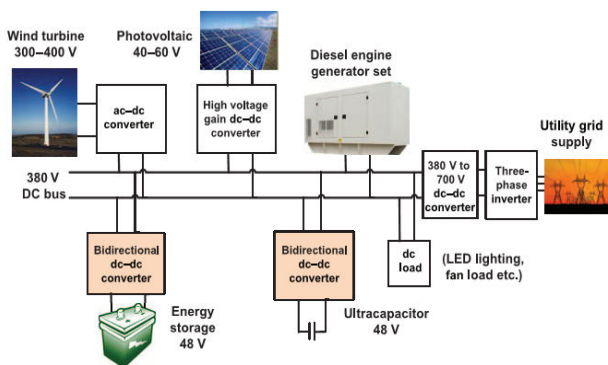 Wind turbine
300–400 V
Photovoltaic
40–60 V
Diesel engine
generator set
ac–dc
converter
High voltage
gain dc–dc
converter
Utility grid
supply
380 V
DC bus
380 V to
700 V
dc–dc
converter
Three-
phase
inverter
Bidirectional
dc–dc
converter
Bidirectional
dc–dc
converter
dc
load
(LED lighting,
fan load etc.)
Energy
storage
48 V
Ultracapacitor
48 V